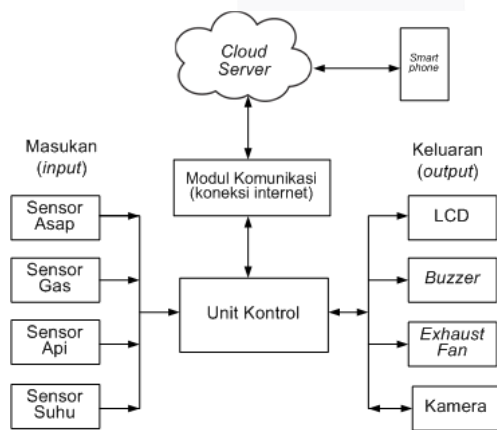 Cloud
Server
Smart
phone
Masukan
(input)
Keluaran
(output)
Modul Komunikasi
(koneksi internet)
Sensor
Asap
LCD
Sensor
Gas
Buzzer
Unit Kontrol
Sensor
Api
Exhaust
Fan
Sensor
Suhu
Kamera